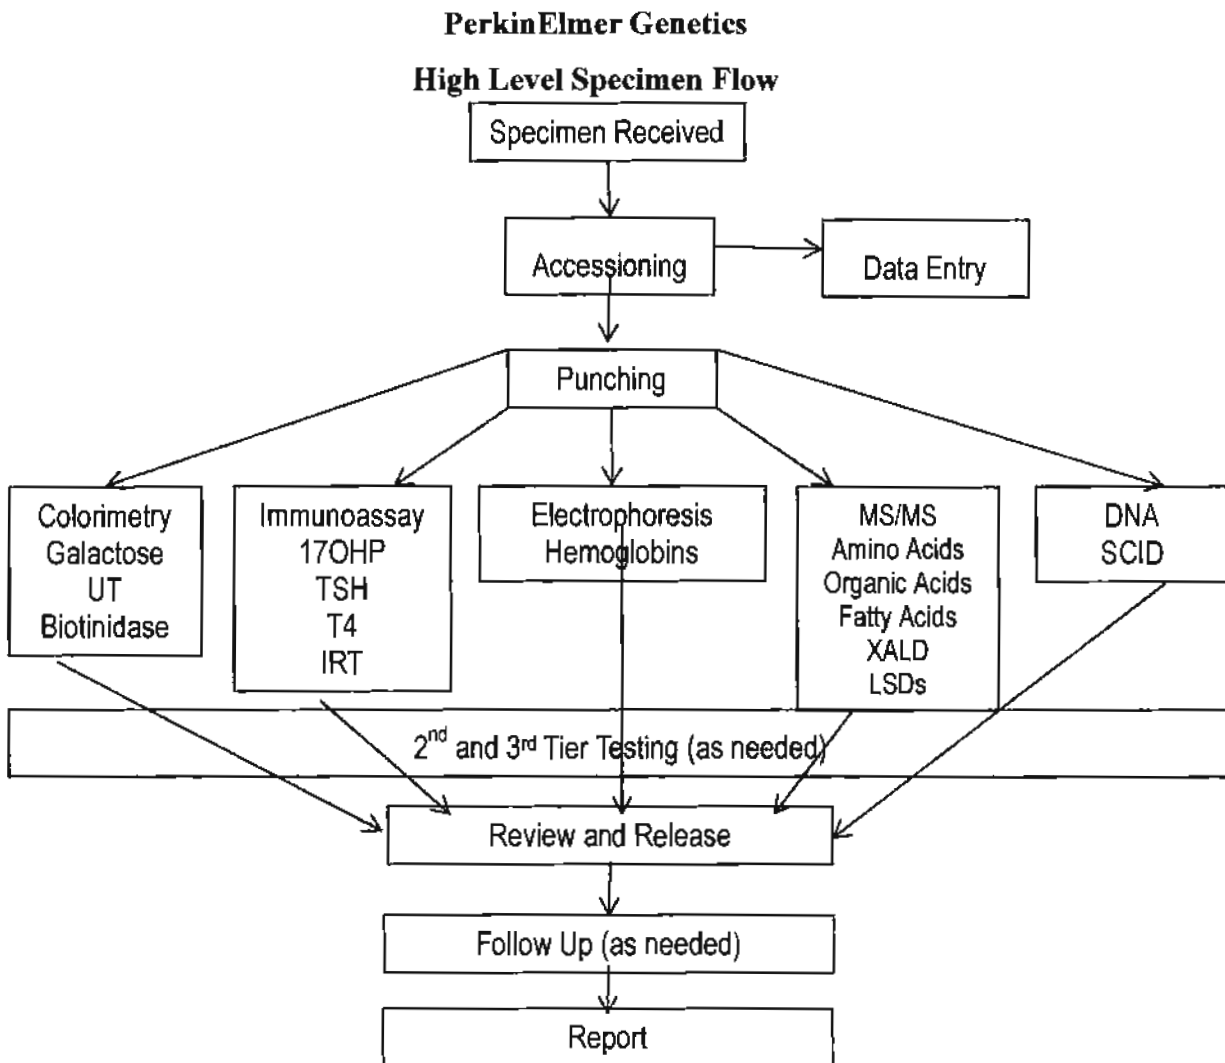 PerkinElmer Genetics
High Level Specimen Flow
Specimen Received
Accessioning
Data Entry
Punching
Colorimetry
Galactose
UT
Biotinidase
Immunoassay
17OHP
TSH
T4
IRT
Electrophoresis
Hemoglobins
MS/MS
Amino Acids
Organic Acids
Fatty Acids
XALD
LSDs
DNA
SCID
2nd and 3rd Tier Testing (as needed)
Review and Release
Follow Up (as needed)
Report